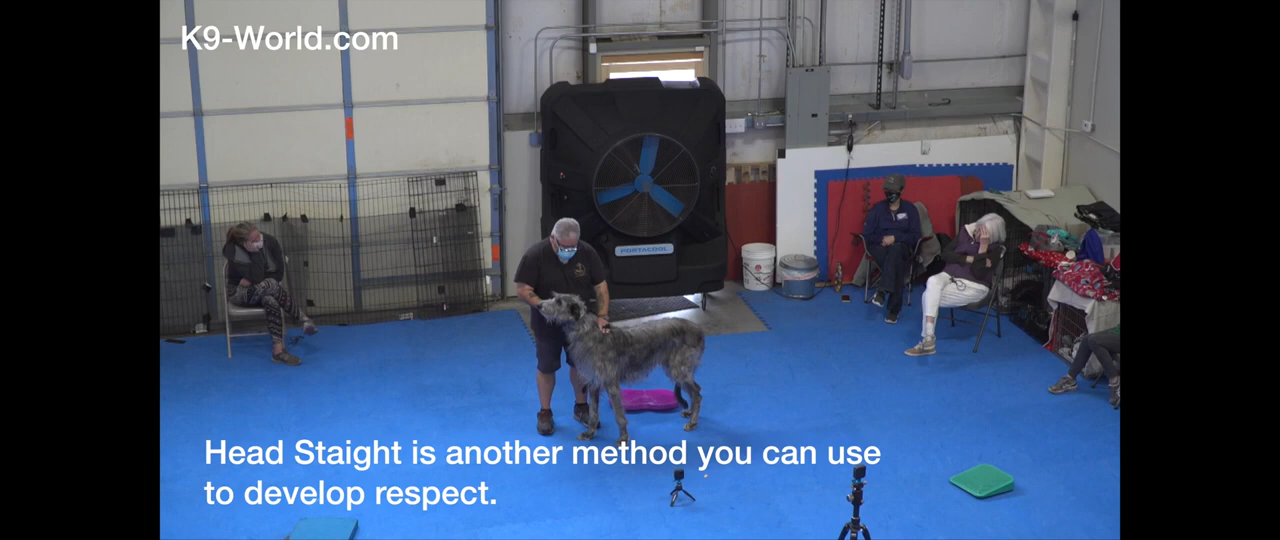 K9-World.com
PORTACOOL
Head Staight is another method you can use
to develop respect.